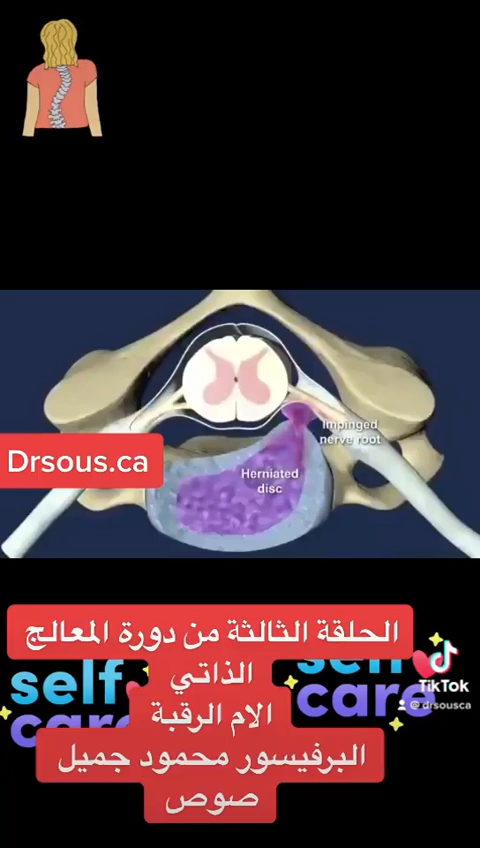 Impinged
nerve root
Drsous.ca
Herniated
disc
الحلقة الثالثة من دورة المعالج
الذاتي
الام الرقبة
البرفيسور محمود جميل
صوص
self
care
self
care
TikTok
@drsousca